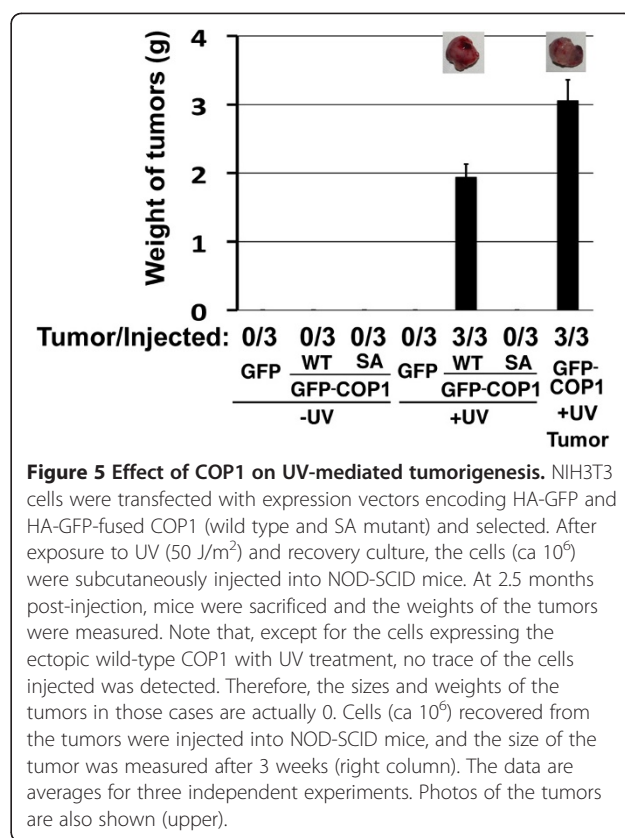 4
3
2
1
0
Weight of tumors (g)
Tumor/Injected: 0/3 0/3 0/3 0/3 3/3 0/3 3/3
GFP WT SA GFP WT SA GFP-
GFP-COP1 GFP-COP1 COP1
-UV +UV +UV
Tumor
Figure 5 Effect of COP1 on UV-mediated tumorigenesis. NIH3T3
cells were transfected with expression vectors encoding HA-GFP and
HA-GFP-fused COP1 (wild type and SA mutant) and selected. After
exposure to UV (50 J/m²) and recovery culture, the cells (ca 10⁶)
were subcutaneously injected into NOD-SCID mice. At 2.5 months
post-injection, mice were sacrificed and the weights of the tumors
were measured. Note that, except for the cells expressing the
ectopic wild-type COP1 with UV treatment, no trace of the cells
injected was detected. Therefore, the sizes and weights of the
tumors in those cases are actually 0. Cells (ca 10⁶) recovered from
the tumors were injected into NOD-SCID mice, and the size of the
tumor was measured after 3 weeks (right column). The data are
averages for three independent experiments. Photos of the tumors
are also shown (upper).